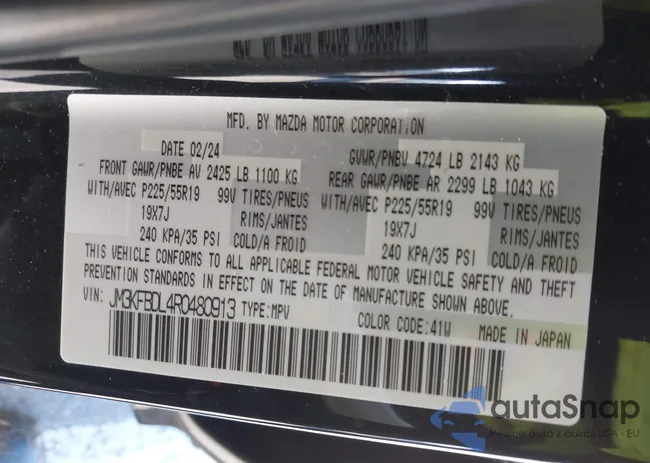 MFD. BY MAZDA MOTOR CORPORATION
DATE 02/24 GVWR/PNBV 4724 LB 2143 KG
FRONT GAWR/PNBE AV 2425 LB 1100 KG REAR GAWR/PNBE AR 2299 LB 1043 KG
WITH/AVEC P225/55R19 99V TIRES/PNEUS WITH/AVEC P225/55R19 99V TIRES/PNEUS
19X7J RIMS/JANTES 19X7J RIMS/JANTES
240 KPA/35 PSI COLD/A FROID 240 KPA/35 PSI COLD/A FROID
THIS VEHICLE CONFORMS TO ALL APPLICABLE FEDERAL MOTOR VEHICLE SAFETY AND THEFT
PREVENTION STANDARDS IN EFFECT ON THE DATE OF MANUFACTURE SHOWN ABOVE.
VIN: JM3KFBDL4R0480913 TYPE:MPV
COLOR CODE:41W MADE IN JAPAN
autaSnap
Pewne auta z aukcji USA i EU